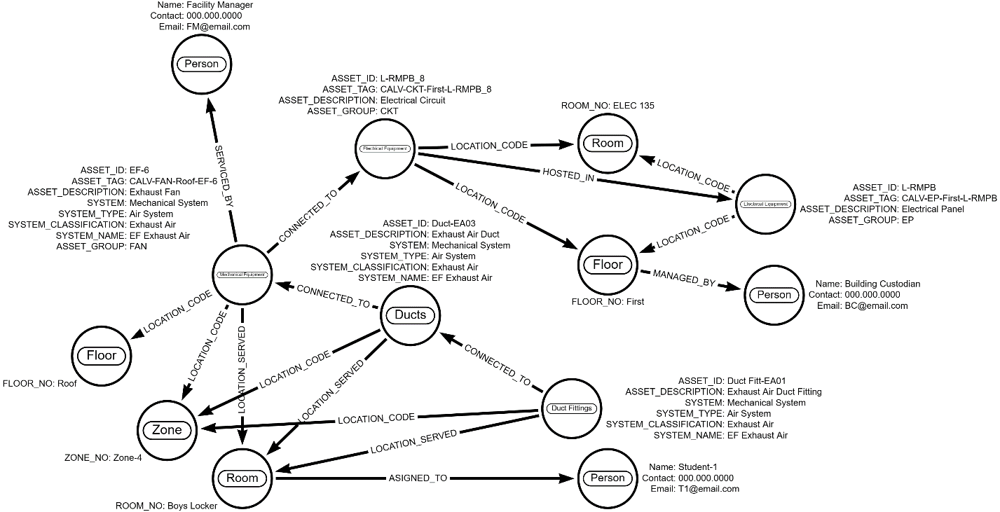 Name: Facility Manager
Contact: 000.000.0000
Email: FM@email.com
Person
SERVICED_BY
ASSET_ID: L-RMPB_8
ASSET_TAG: CALV-CKT-First-L-RMPB_8
ASSET_DESCRIPTION: Electrical Circuit
ASSET_GROUP: CKT
Electrical Equipment
ROOM_NO: ELEC 135
Room
LOCATION_CODE
HOSTED_IN
LOCATION_CODE
LOCATION_CODE
LOCATION_CODE
Electrical Equipment
ASSET_ID: L-RMPB
ASSET_TAG: CALV-EP-First-L-RMPB
ASSET_DESCRIPTION: Electrical Panel
ASSET_GROUP: EP
ASSET_ID: EF-6
ASSET_TAG: CALV-FAN-Roof-EF-6
ASSET_DESCRIPTION: Exhaust Fan
SYSTEM: Mechanical System
SYSTEM_TYPE: Air System
SYSTEM_CLASSIFICATION: Exhaust Air
SYSTEM_NAME: EF Exhaust Air
ASSET_GROUP: FAN
Mechanical Equipment
CONNECTED_TO
ASSET_ID: Duct-EA03
ASSET_DESCRIPTION: Exhaust Air Duct
SYSTEM: Mechanical System
SYSTEM_TYPE: Air System
SYSTEM_CLASSIFICATION: Exhaust Air
SYSTEM_NAME: EF Exhaust Air
Ducts
CONNECTED_TO
Floor
FLOOR_NO: First
MANAGED_BY
Person
Name: Building Custodian
Contact: 000.000.0000
Email: BC@email.com
LOCATION_CODE
LOCATION_CODE
LOCATION_SERVED
LOCATION_CODE
LOCATION_SERVED
CONNECTED_TO
Floor
FLOOR_NO: Roof
Duct Fittings
ASSET_ID: Duct Fitt-EA01
ASSET_DESCRIPTION: Exhaust Air Duct Fitting
SYSTEM: Mechanical System
SYSTEM_TYPE: Air System
SYSTEM_CLASSIFICATION: Exhaust Air
SYSTEM_NAME: EF Exhaust Air
LOCATION_CODE
LOCATION_SERVED
Zone
ZONE_NO: Zone-4
Room
ROOM_NO: Boys Locker
ASIGNED_TO
Person
Name: Student-1
Contact: 000.000.0000
Email: T1@email.com